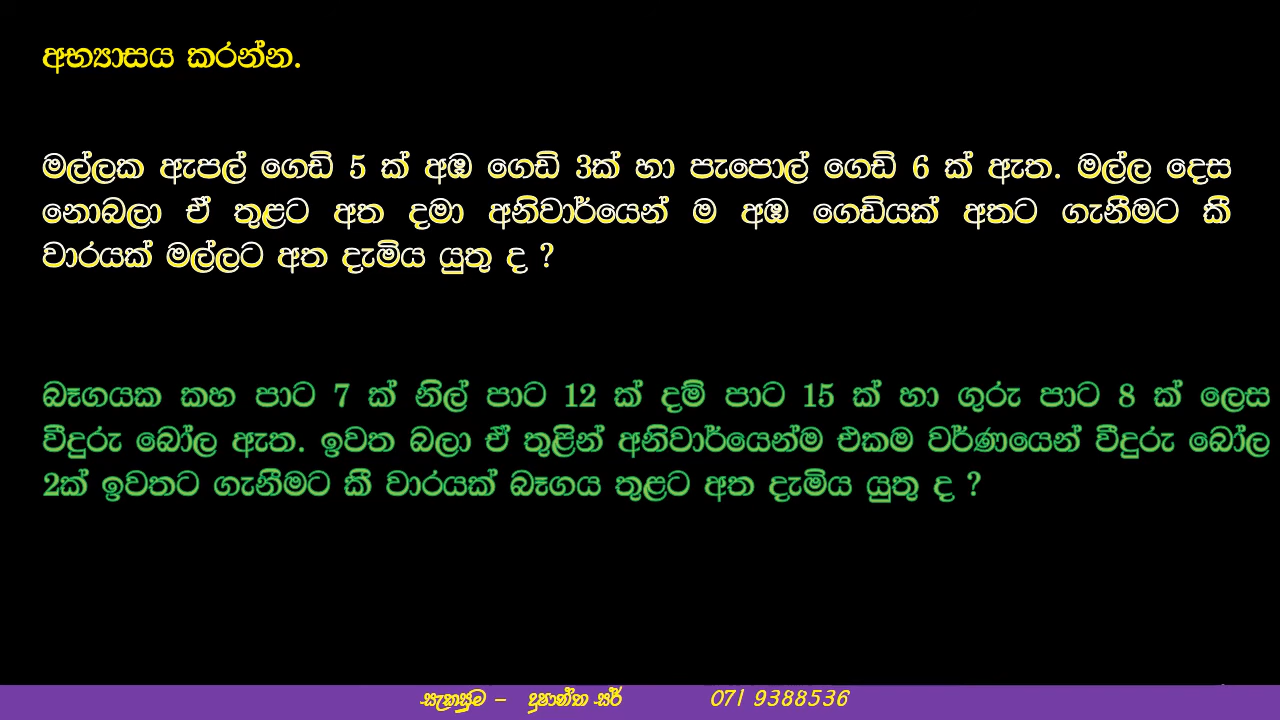 අභ්‍යාසය කරන්න.
මල්ලක ඇපල් ගෙඩි 5 ක් අඹ ගෙඩි 3ක් හා පැපොල් ගෙඩි 6 ක් ඇත. මල්ල දෙස
නොබලා ඒ තුළට අත දමා අනිවාර්යෙන් ම අඹ ගෙඩියක් අතට ගැනීමට කී
වාරයක් මල්ලට අත දැමිය යුතු ද ?
බෑගයක කහ පාට 7 ක් නිල් පාට 12 ක් දම් පාට 15 ක් හා ගුරු පාට 8 ක් ලෙස
වීදුරු බෝල ඇත. ඉවත බලා ඒ තුළින් අනිවාර්යෙන්ම එකම වර්ණයෙන් වීදුරු බෝල
2ක් ඉවතට ගැනීමට කී වාරයක් බෑගය තුළට අත දැමිය යුතු ද ?
සැකසුම – දුෂාන්ත සර් 071 9388536